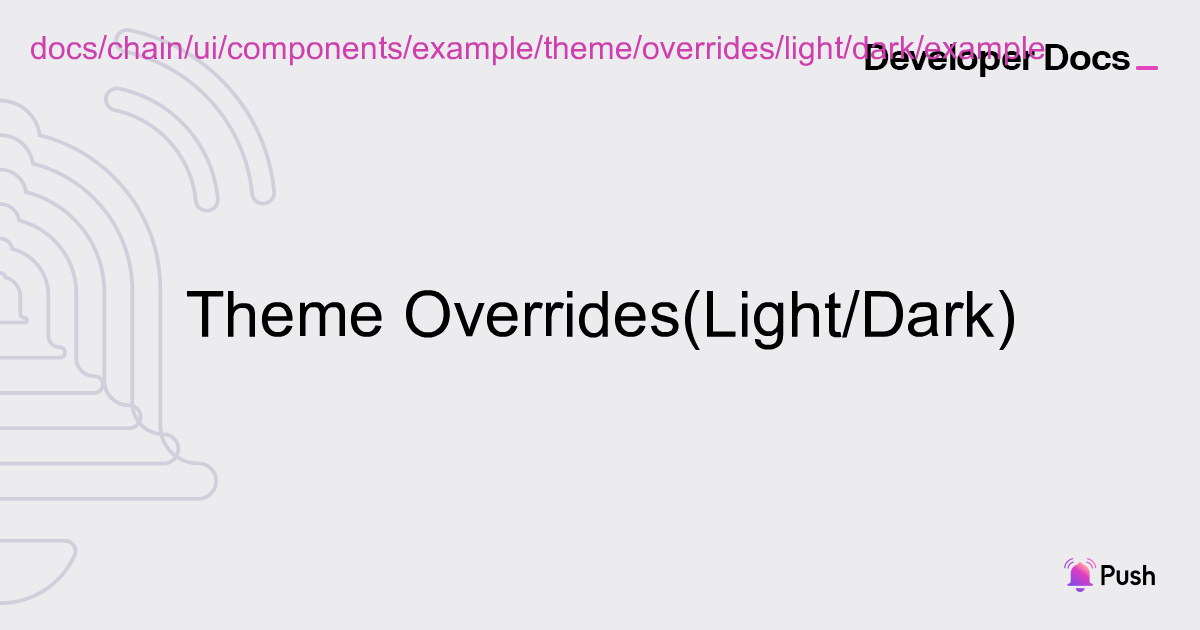 docs/chain/ui/components/example/theme/overrides/light/dark/example
Developer Docs
Theme Overrides(Light/Dark)
Push